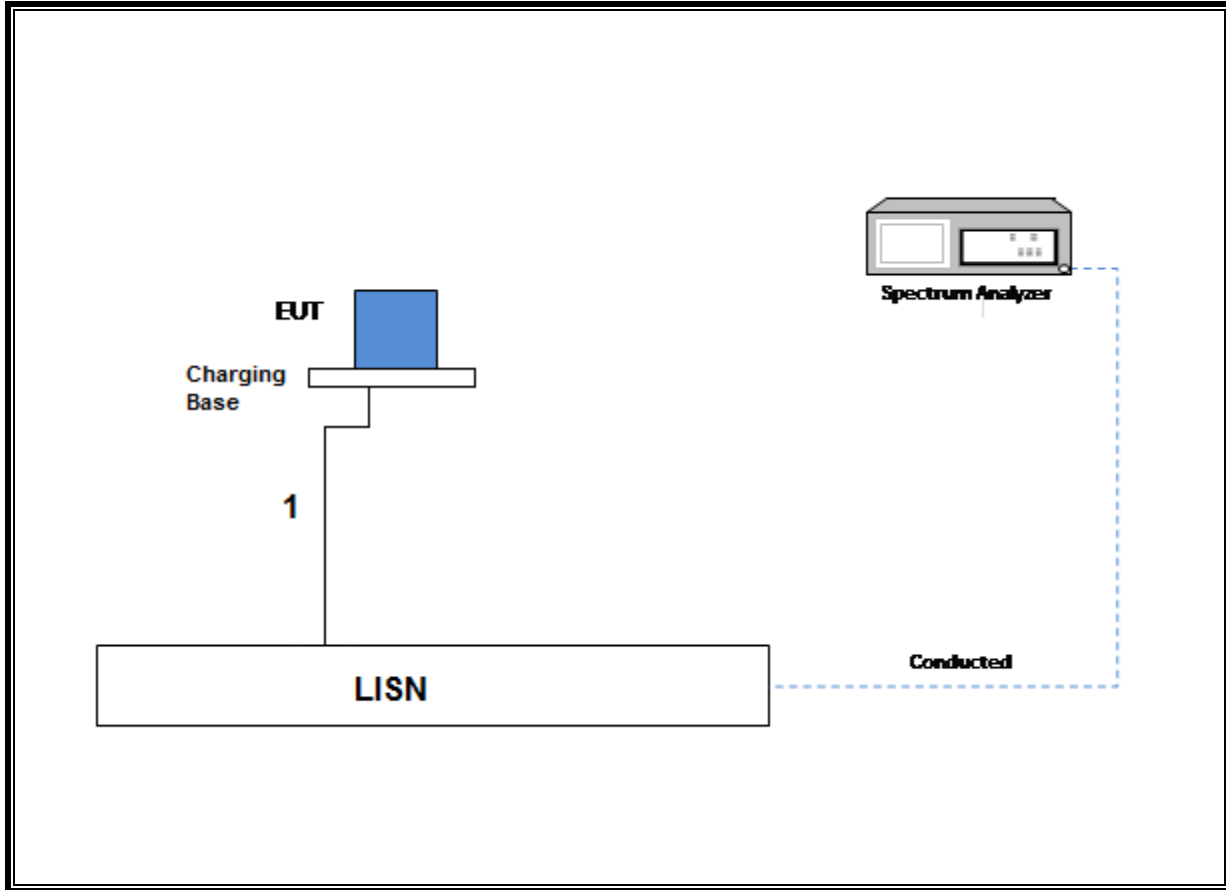 Spectrum Analyzer
EUT
Charging
Base
1
Conducted
LISN